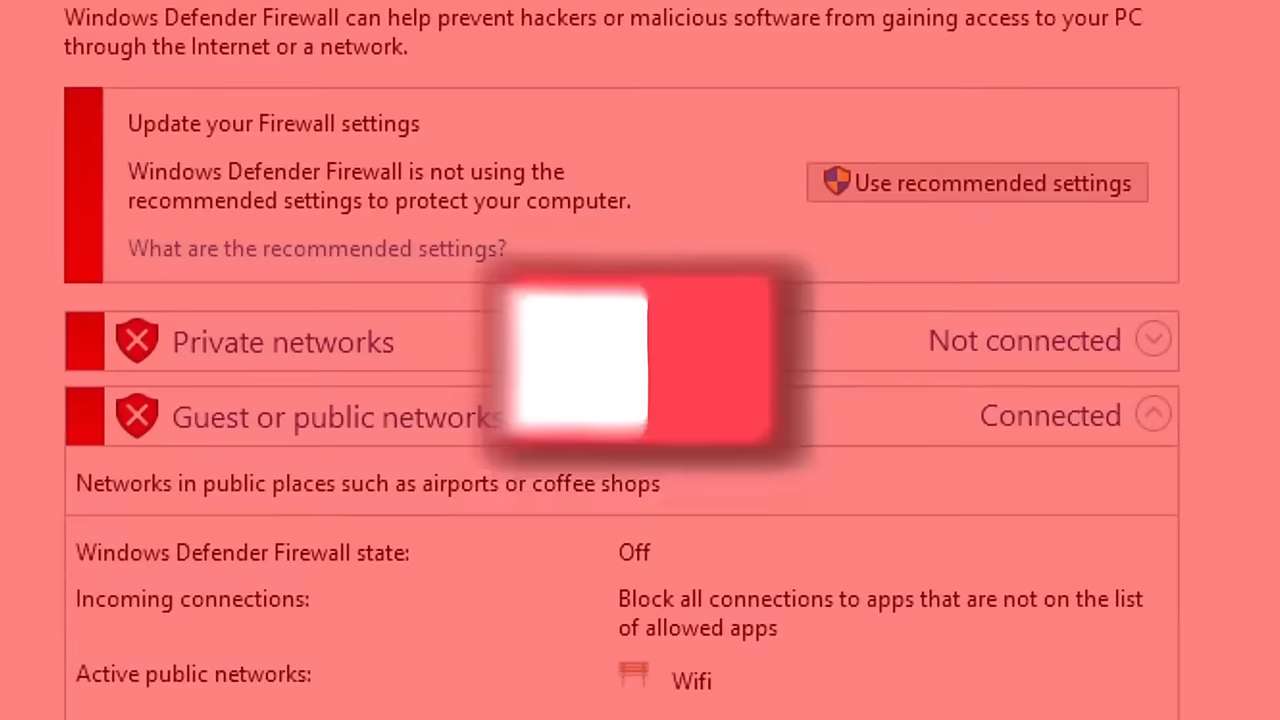 Windows Defender Firewall can help prevent hackers or malicious software from gaining access to your PC
through the Internet or a network.
Update your Firewall settings
Windows Defender Firewall is not using the
recommended settings to protect your computer.
Use recommended settings
What are the recommended settings?
Private networks
Not connected
Guest or public networks
Connected
Networks in public places such as airports or coffee shops
Windows Defender Firewall state:
Off
Incoming connections:
Block all connections to apps that are not on the list
of allowed apps
Active public networks:
Wifi